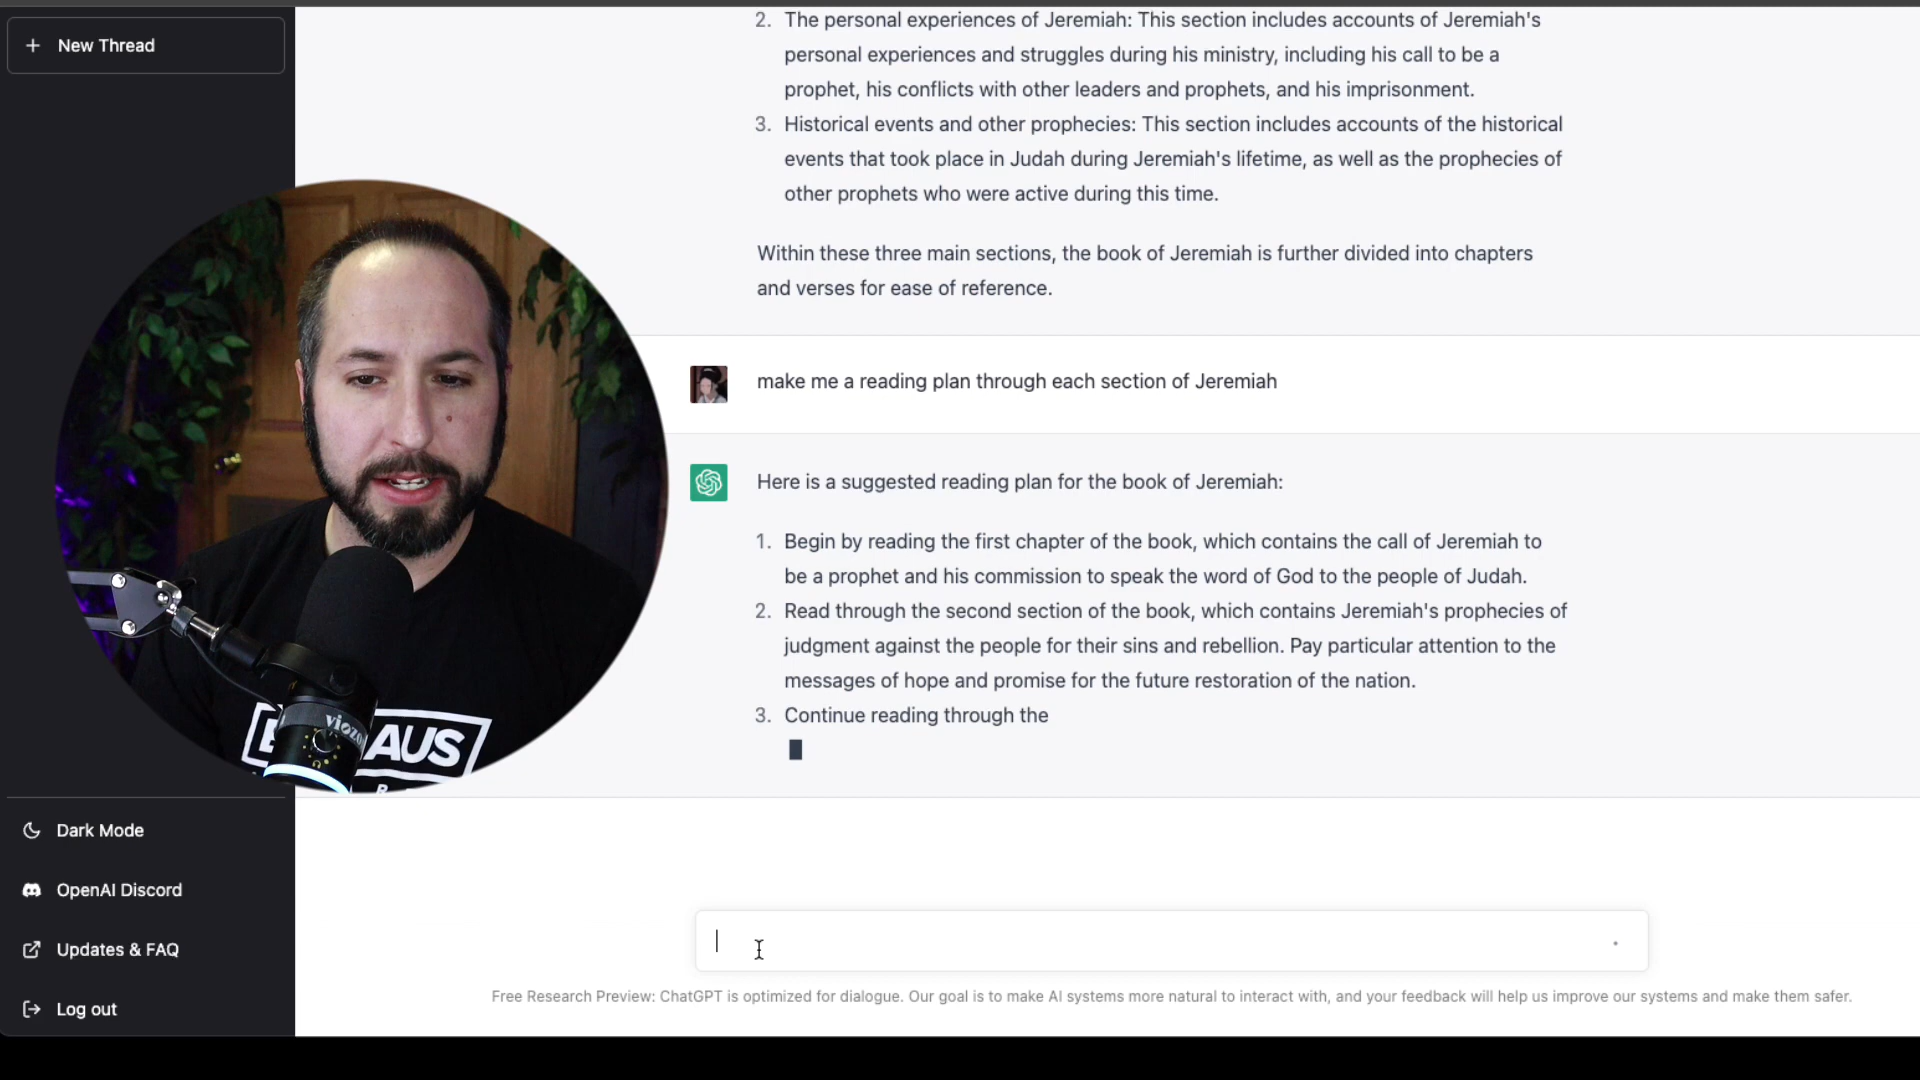 New Thread
2. The personal experiences of Jeremiah: This section includes accounts of Jeremiah's
personal experiences and struggles during his ministry, including his call to be a
prophet, his conflicts with other leaders and prophets, and his imprisonment.
3. Historical events and other prophecies: This section includes accounts of the historical
events that took place in Judah during Jeremiah's lifetime, as well as the prophecies of
other prophets who were active during this time.
Within these three main sections, the book of Jeremiah is further divided into chapters
and verses for ease of reference.
make me a reading plan through each section of Jeremiah
Here is a suggested reading plan for the book of Jeremiah:
1. Begin by reading the first chapter of the book, which contains the call of Jeremiah to
be a prophet and his commission to speak the word of God to the people of Judah.
2. Read through the second section of the book, which contains Jeremiah's prophecies of
judgment against the people for their sins and rebellion. Pay particular attention to the
messages of hope and promise for the future restoration of the nation.
3. Continue reading through the
AUS
Dark Mode
OpenAI Discord
Updates & FAQ
Log out
Free Research Preview: ChatGPT is optimized for dialogue. Our goal is to make AI systems more natural to interact with, and your feedback will help us improve our systems and make them safer.